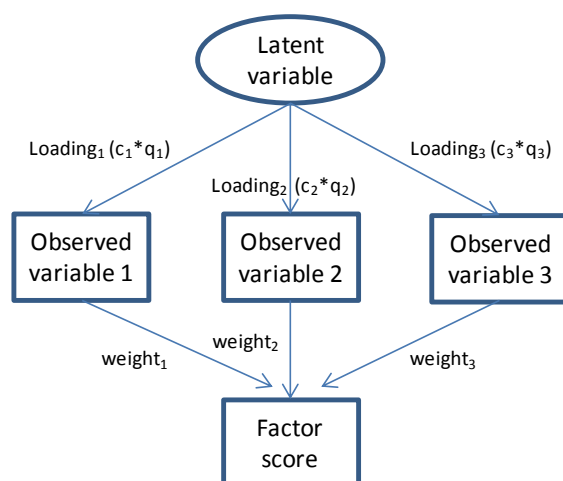 Latent
variable
Loading₁ (c₁*q₁)
Loading₂ (c₂*q₂)
Loading₃ (c₃*q₃)
Observed
variable 1
Observed
variable 2
Observed
variable 3
weight₁
weight₂
weight₃
Factor
score